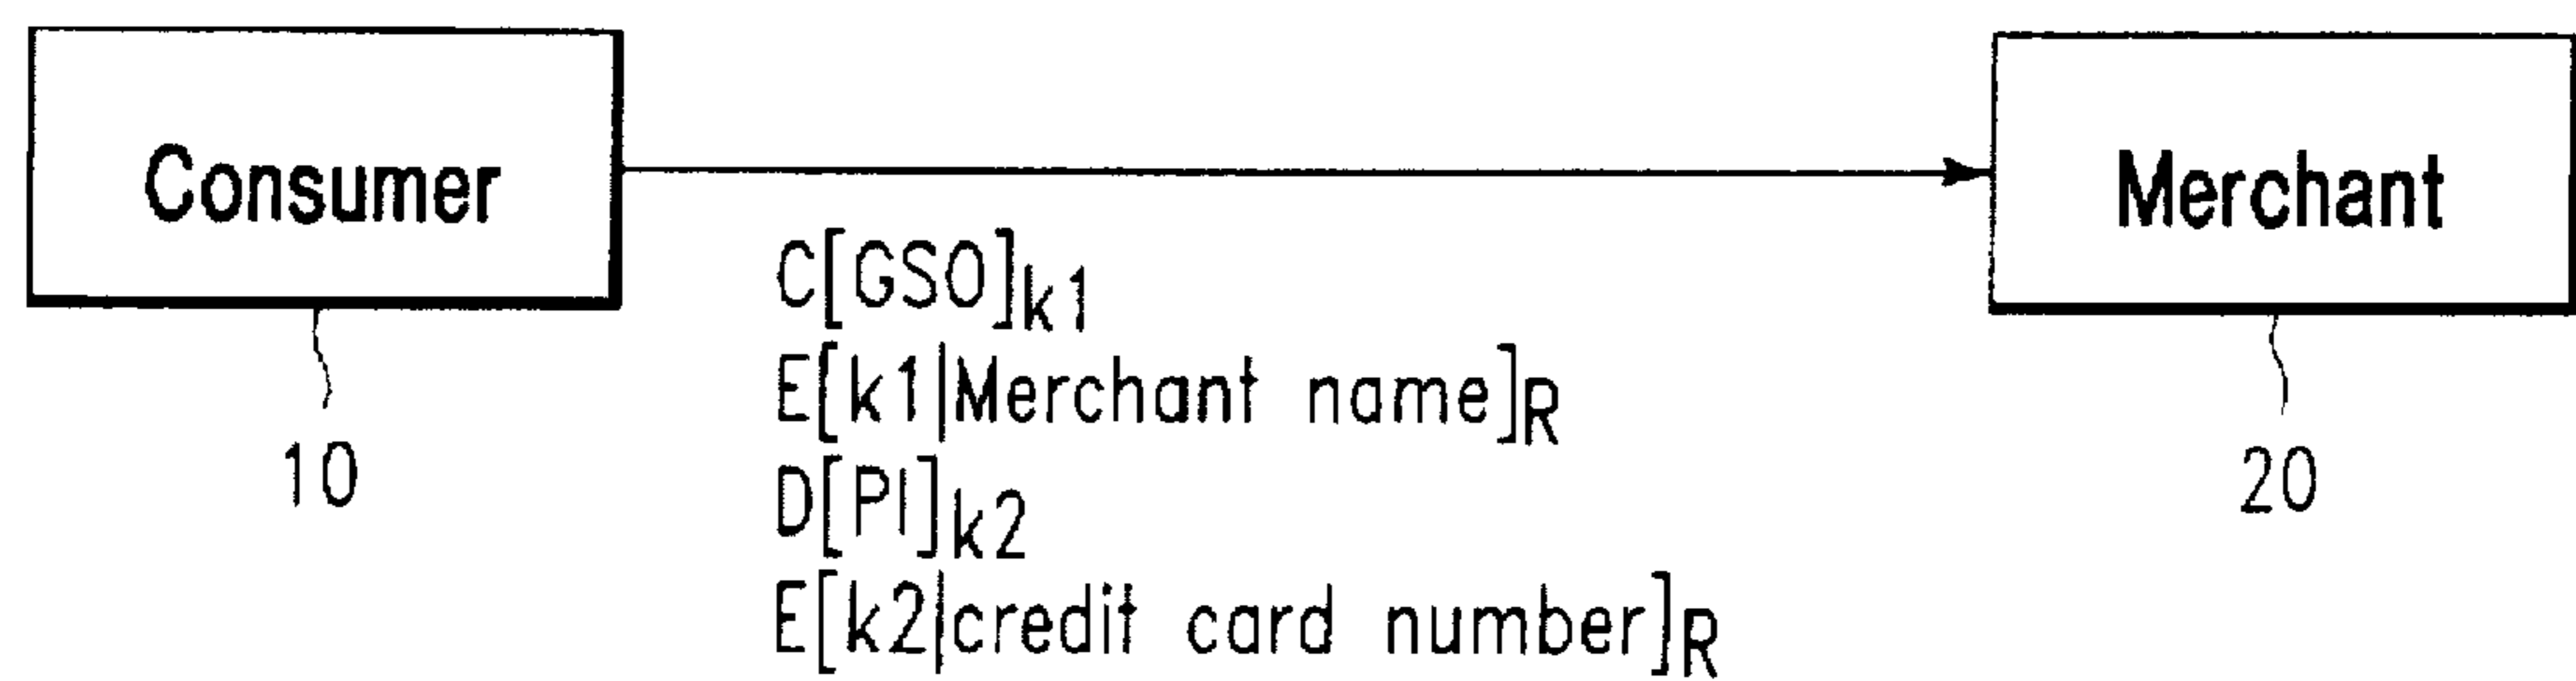 Consumer
Merchant
C[GSO]k1
E[k1|Merchant name]R
D[PI]k2
E[k2|credit card number]R
10
20